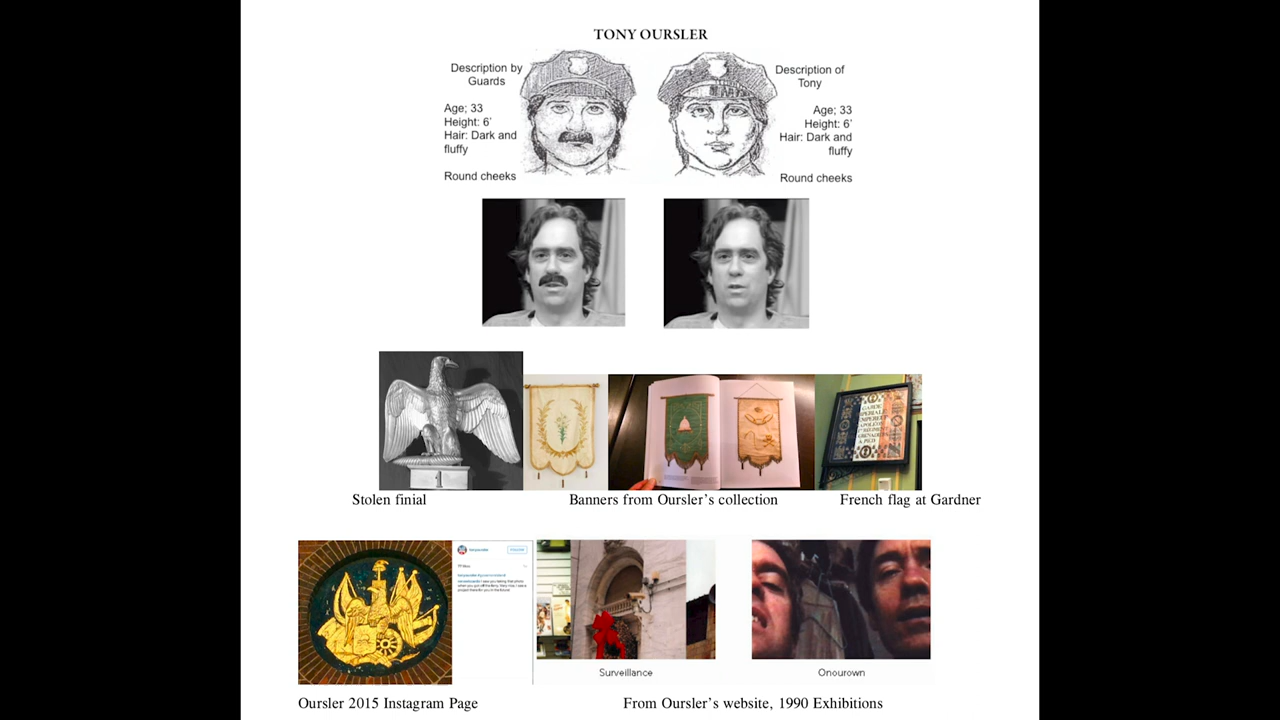 TONY OURSLER
Description by
Guards
Age; 33
Height: 6'
Hair: Dark and
fluffy
Round cheeks
Description of
Tony
Age: 33
Height: 6'
Hair: Dark and
fluffy
Round cheeks
1
GARDE
Stolen finial
Banners from Oursler's collection
French flag at Gardner
Surveillance
Onourown
Oursler 2015 Instagram Page
From Oursler's website, 1990 Exhibitions